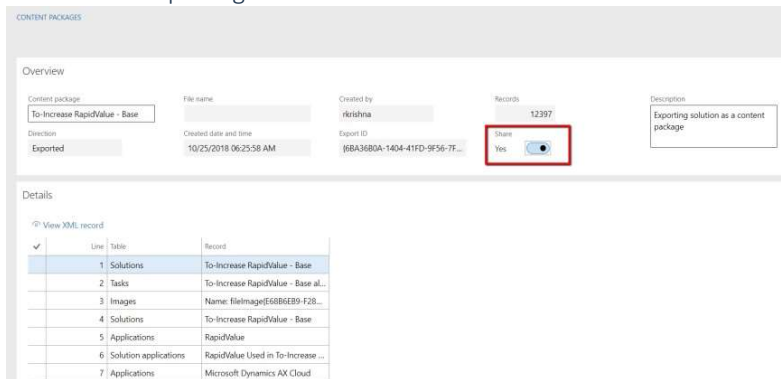 CONTENT PACKAGES
Overview
Content package File name Created by Records Description
To-Increase RapidValue - Base rkrishna 12397 Exporting solution as a content package
Direction Created date and time Export ID Share
Exported 10/25/2018 06:25:58 AM {6BA36B0A-1404-41FD-9F56-7F... Yes
Details
View XML record
Line Table Record
1 Solutions To-Increase RapidValue - Base
2 Tasks To-Increase RapidValue - Base al...
3 Images Name: fileImage{E68B6EB9-F28...
4 Solutions To-Increase RapidValue - Base
5 Applications RapidValue
6 Solution applications RapidValue Used in To-Increase ...
7 Applications Microsoft Dynamics AX Cloud